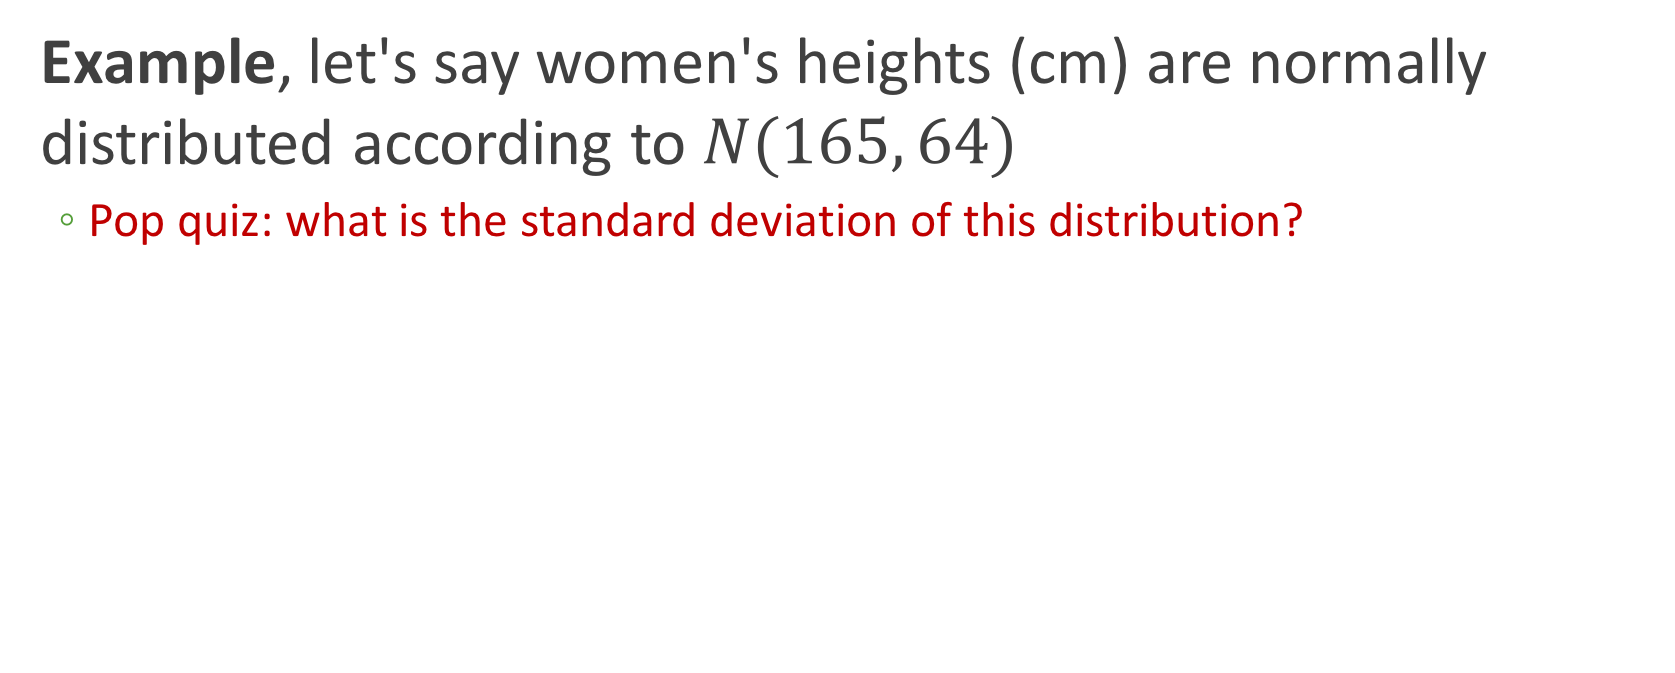 Example, let's say women's heights (cm) are normally
distributed according to N(165, 64)
◦ Pop quiz: what is the standard deviation of this distribution?